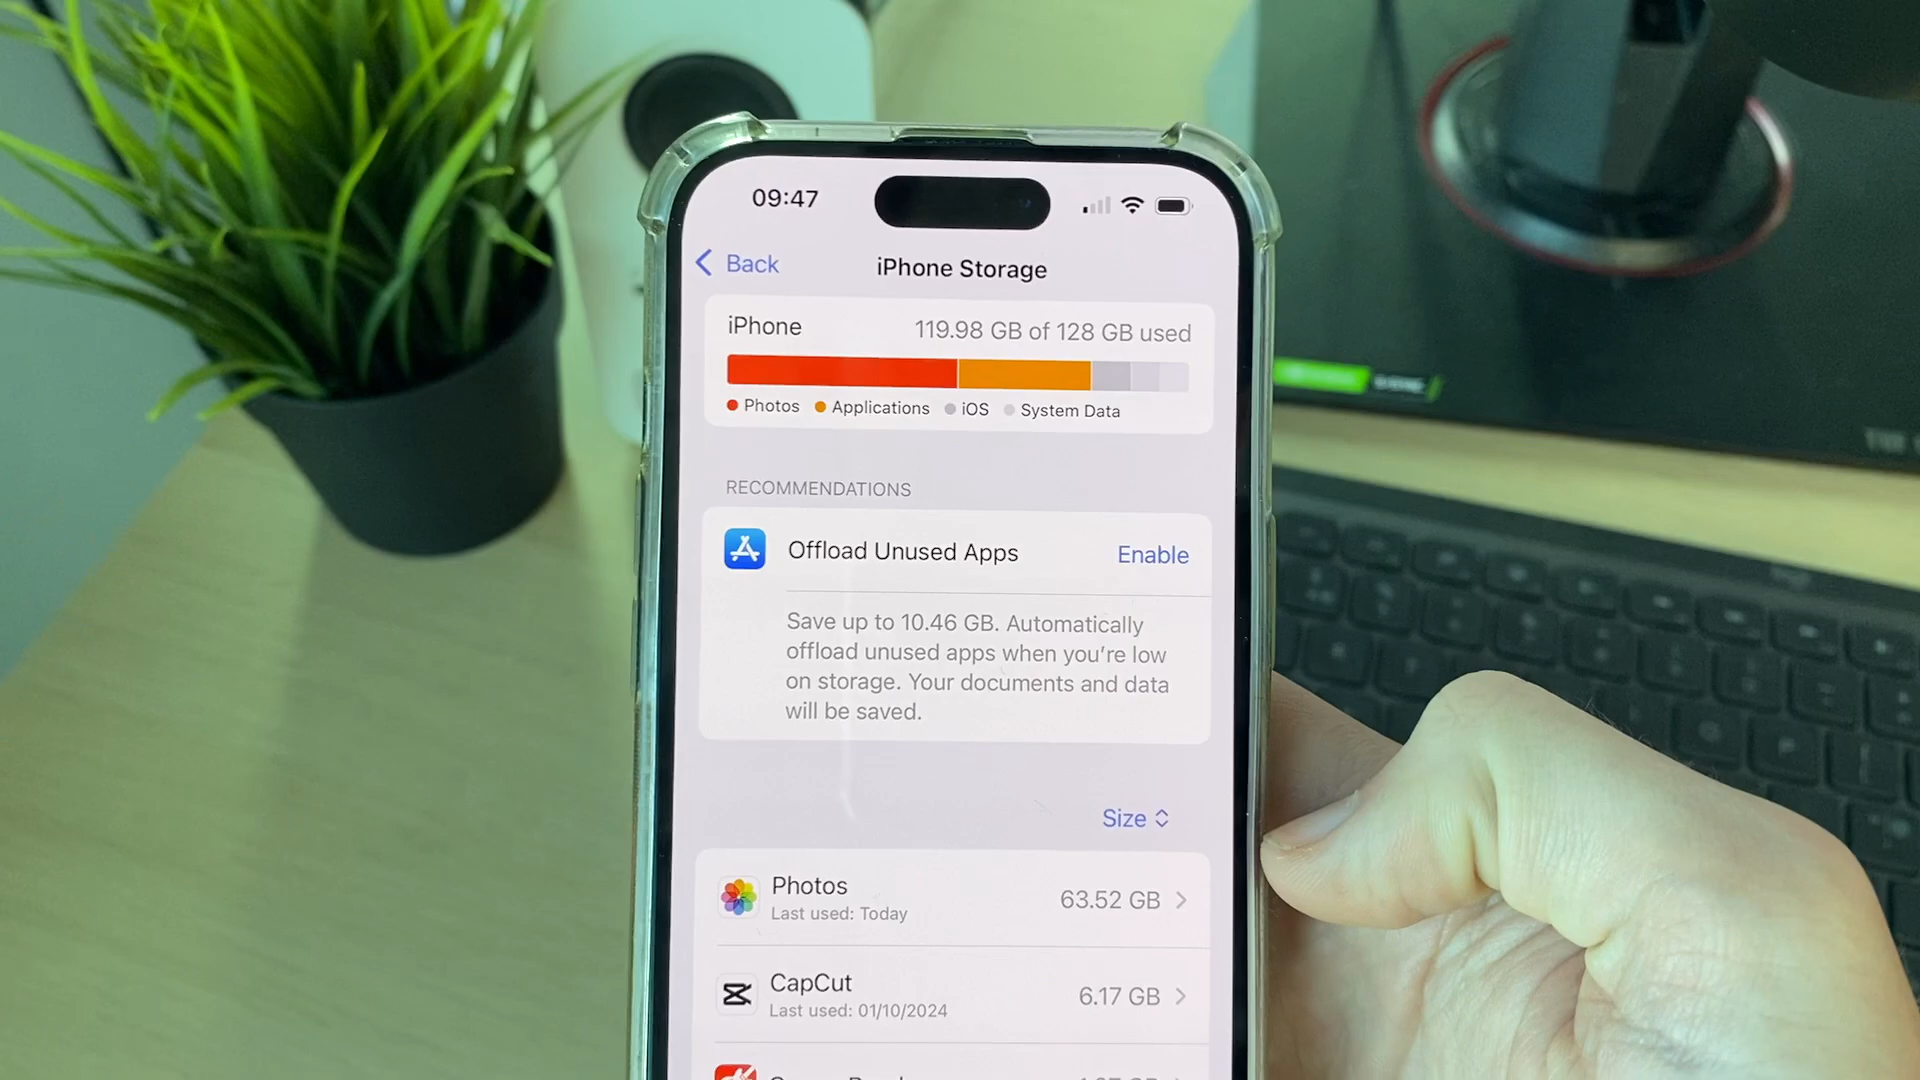 09:47
Back
iPhone Storage
iPhone
119.98 GB of 128 GB used
Photos
Applications
iOS
System Data
RECOMMENDATIONS
Offload Unused Apps
Enable
Save up to 10.46 GB. Automatically
offload unused apps when you’re low
on storage. Your documents and data
will be saved.
Size
Photos
63.52 GB
Last used: Today
CapCut
6.17 GB
Last used: 01/10/2024